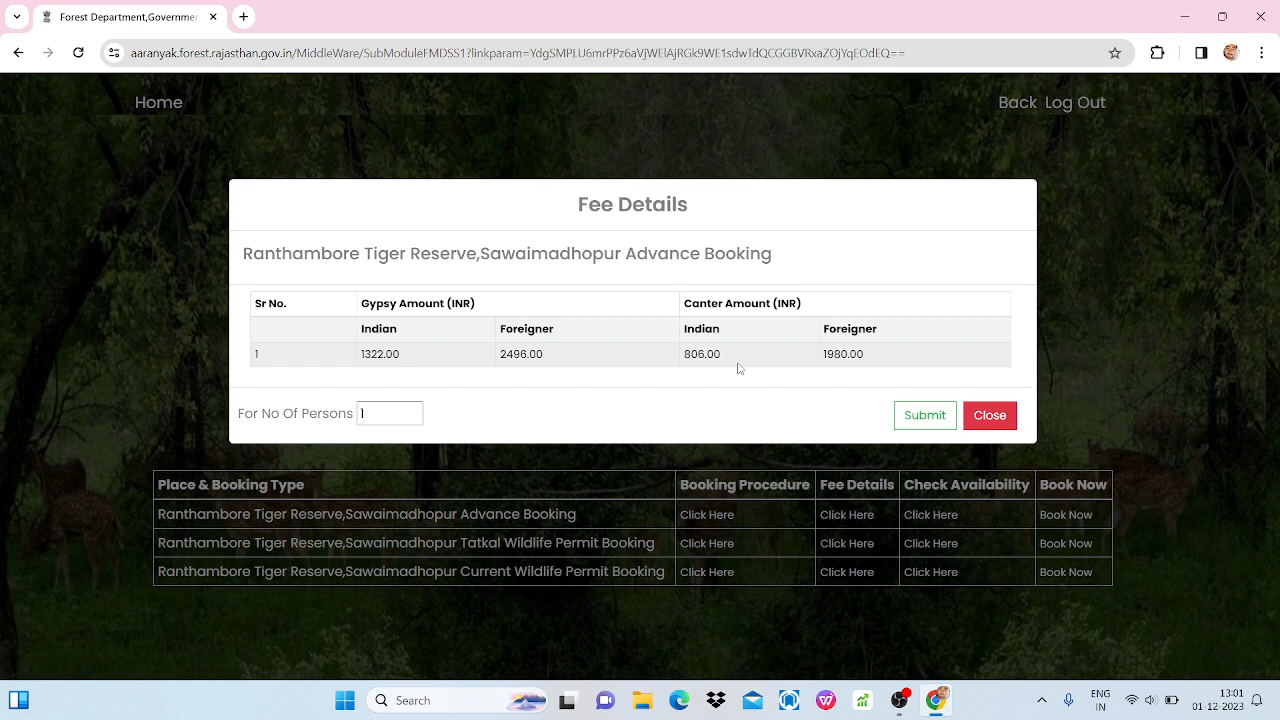 Forest Department,Governmen
aaranyak.forest.rajasthan.gov.in/MiddleWare/SubModuleFMDSS1?linkparam=YdgSMPLU6mrPPz6aVjWElAjRGk9WE1sdwrdQCGGBVSRsZOjYqEOdEQ==
Home Back Log Out
Fee Details
Ranthambore Tiger Reserve,Sawaimadhopur Advance Booking
Sr No. Gypsy Amount (INR) Canter Amount (INR)
Indian Foreigner Indian Foreigner
1 1322.00 2496.00 806.00 1980.00
For No Of Persons 1 Submit Close
Place & Booking Type Booking Procedure Fee Details Check Availability Book Now
Ranthambore Tiger Reserve,Sawaimadhopur Advance Booking Click Here Click Here Click Here Book Now
Ranthambore Tiger Reserve,Sawaimadhopur Tatkal Wildlife Permit Booking Click Here Click Here Click Here Book Now
Ranthambore Tiger Reserve,Sawaimadhopur Current Wildlife Permit Booking Click Here Click Here Click Here Book Now
Search ENG 13:01
IN 01-12-2023